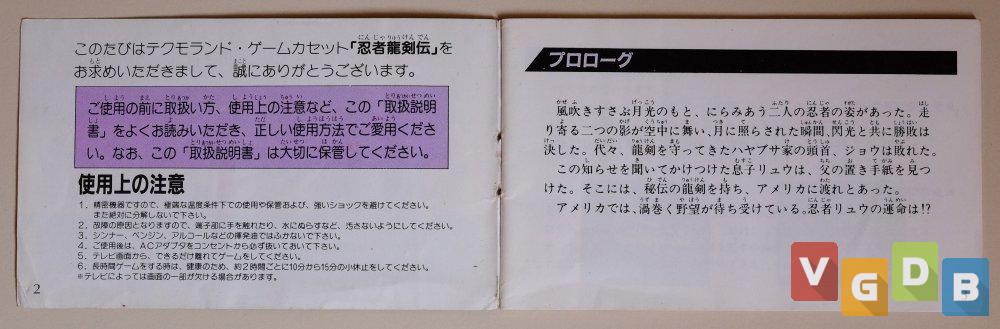 このたびはテクモランド・ゲームカセット「忍者龍剣伝」を
お求めいただきまして、誠にありがとうございます。
ご使用の前に取扱い方、使用上の注意など、この「取扱説明
書」をよくお読みいただき、正しい使用方法でご愛用くださ
い。なお、この「取扱説明書」は大切に保管してください。
使用上の注意
1．精密機器ですので、極端な温度条件下での使用や保管および、強いショックを避けてください。
また絶対に分解しないで下さい。
2．故障の原因となりますので、端子部に手を触れたり、水にぬらすなど、汚さないようにしてください。
3．シンナー、ベンジン、アルコールなどの揮発油ではふかないで下さい。
4．ご使用後は、ACアダプタをコンセントから必ず抜いておいて下さい。
5．テレビ画面から、できるだけ離れてゲームをしてください。
6．長時間ゲームをする時は、健康のため、約2時間ごとに10分から15分の小休止をしてください。
※テレビによっては画面の一部が欠ける場合があります。
2
プロローグ
風吹きすさぶ月光のもと、にらみあう二人の忍者の姿があった。走
り寄る二つの影が空中に舞い、月に照らされた瞬間、閃光と共に勝敗は
決した。代々、龍剣を守ってきたハヤブサ家の頭首、ジョウは敗れた。
この知らせを聞いてかけつけた息子リュウは、父の置き手紙を見つ
けた。そこには、秘伝の龍剣を持ち、アメリカに渡れとあった。
アメリカでは、渦巻く野望が待ち受けている。忍者リュウの運命は!?
VGDB